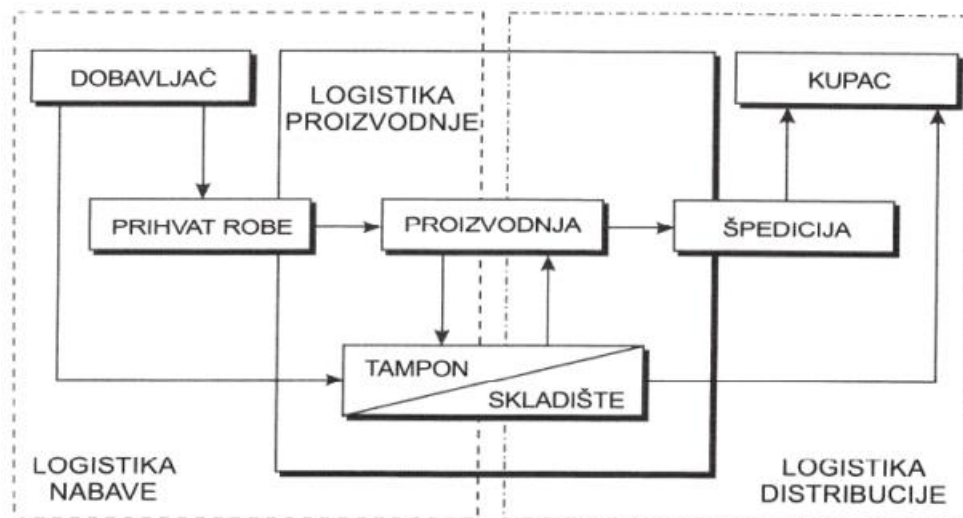 DOBAVLJAČ
LOGISTIKA
PROIZVODNJE
KUPAC
PRIHVAT ROBE
PROIZVODNJA
ŠPEDICIJA
TAMPON
SKLADIŠTE
LOGISTIKA
NABAVE
LOGISTIKA
DISTRIBUCIJE